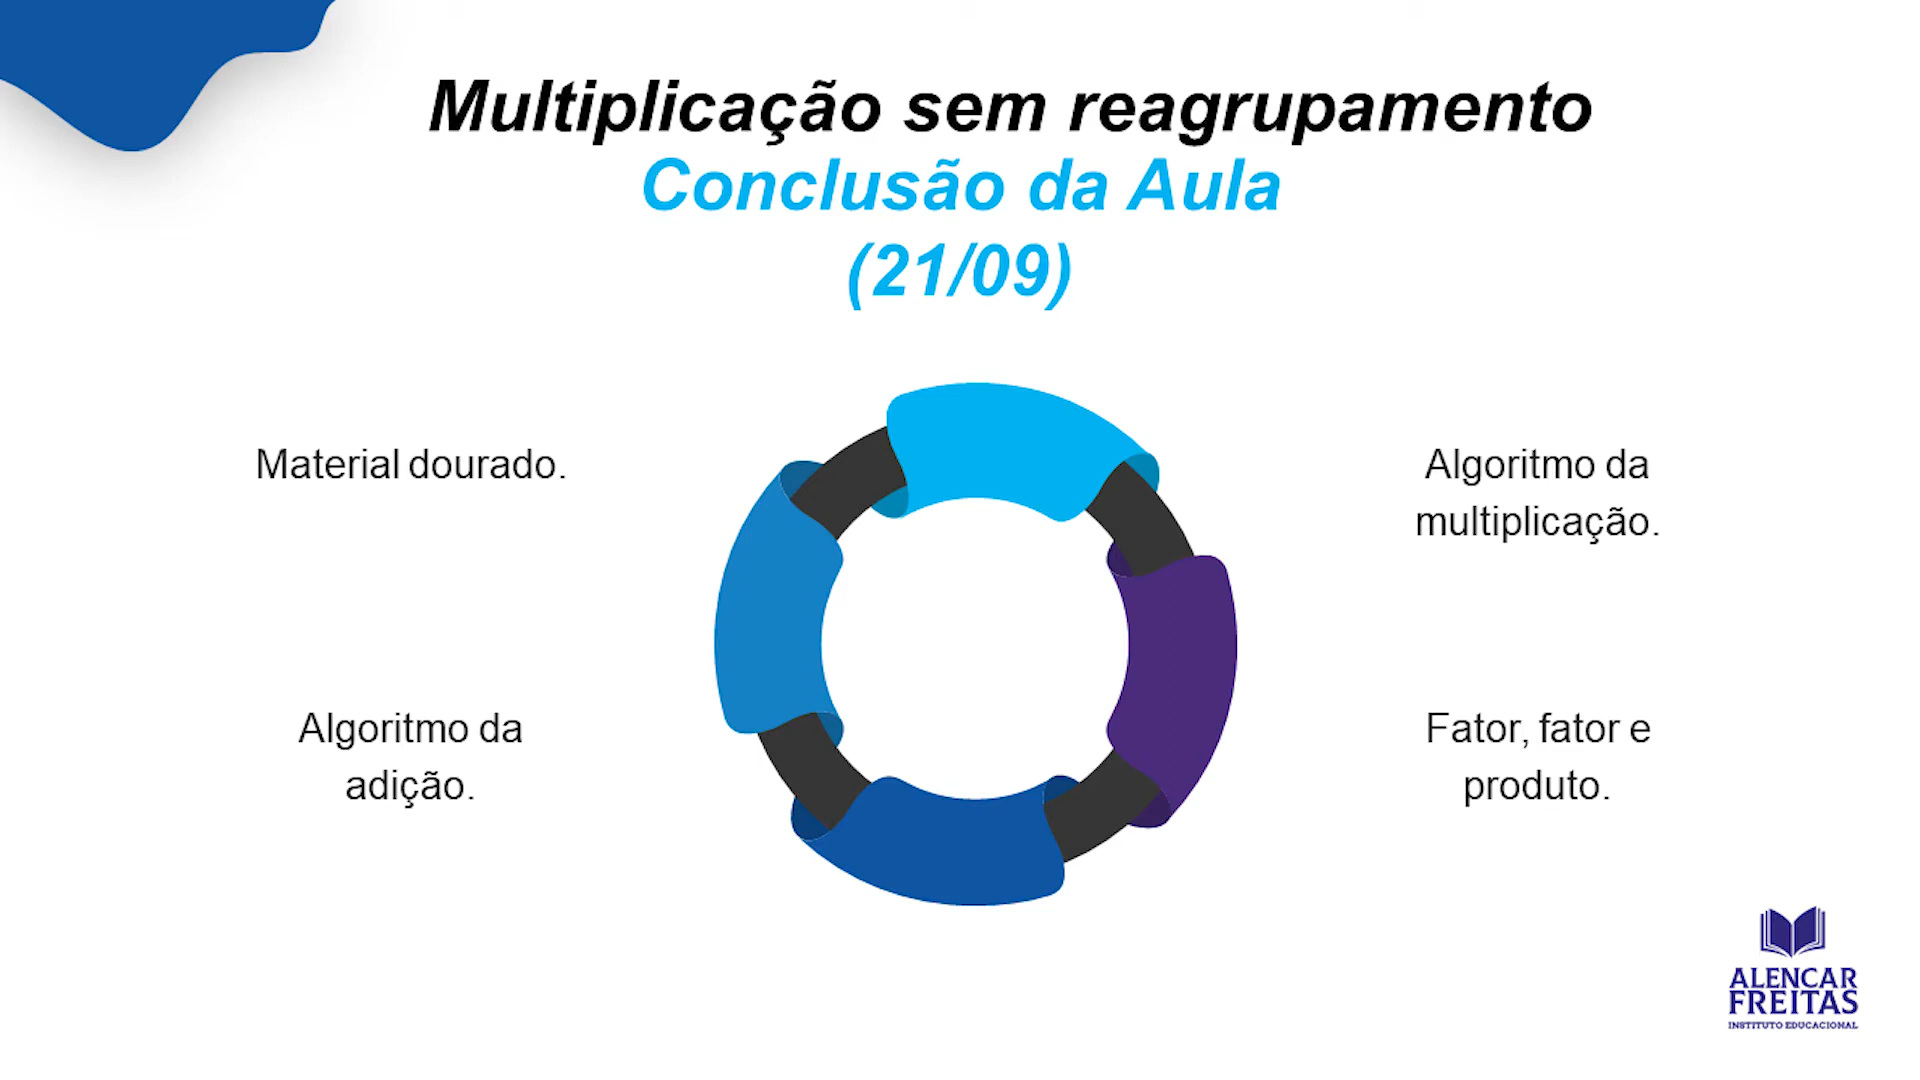 Multiplicação sem reagrupamento
Conclusão da Aula
(21/09)
Material dourado.
Algoritmo da
adição.
Algoritmo da
multiplicação.
Fator, fator e
produto.
ALENCAR
FREITAS
INSTITUTO EDUCACIONAL